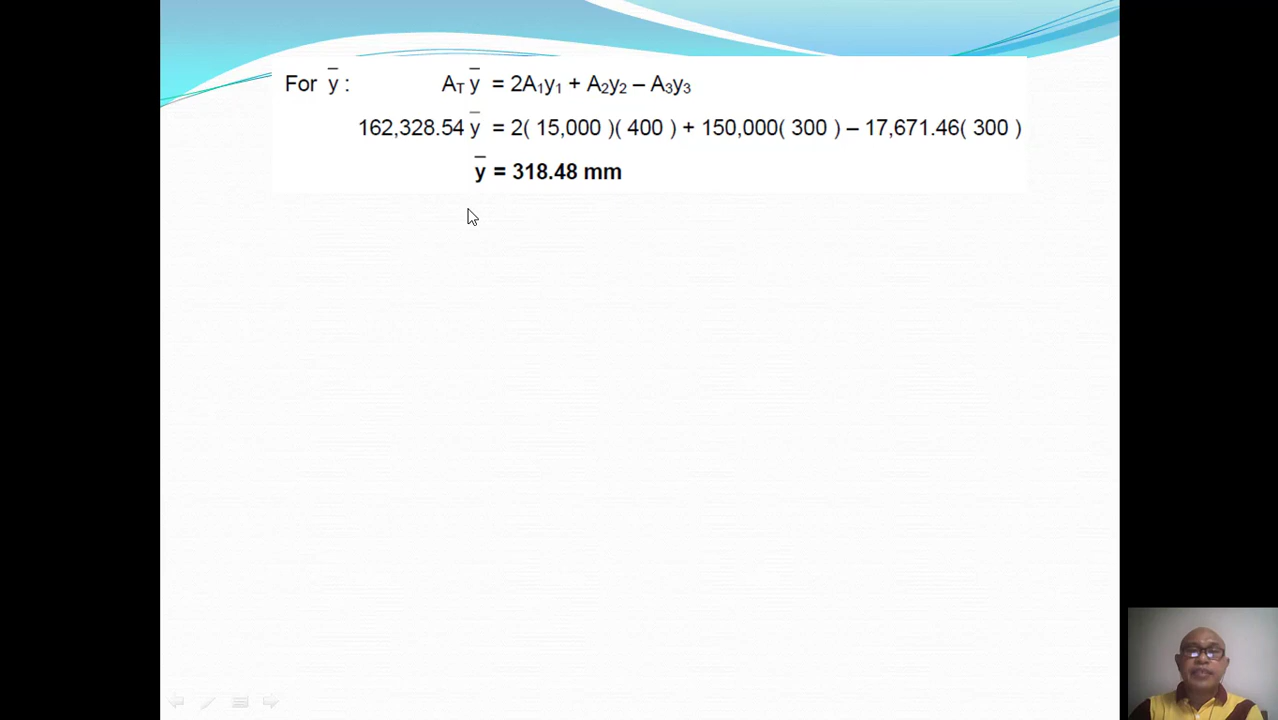 For y̅ : A_T y̅ = 2A₁y₁ + A₂y₂ – A₃y₃
162,328.54 y̅ = 2( 15,000 )( 400 ) + 150,000( 300 ) – 17,671.46( 300 )
y̅ = 318.48 mm